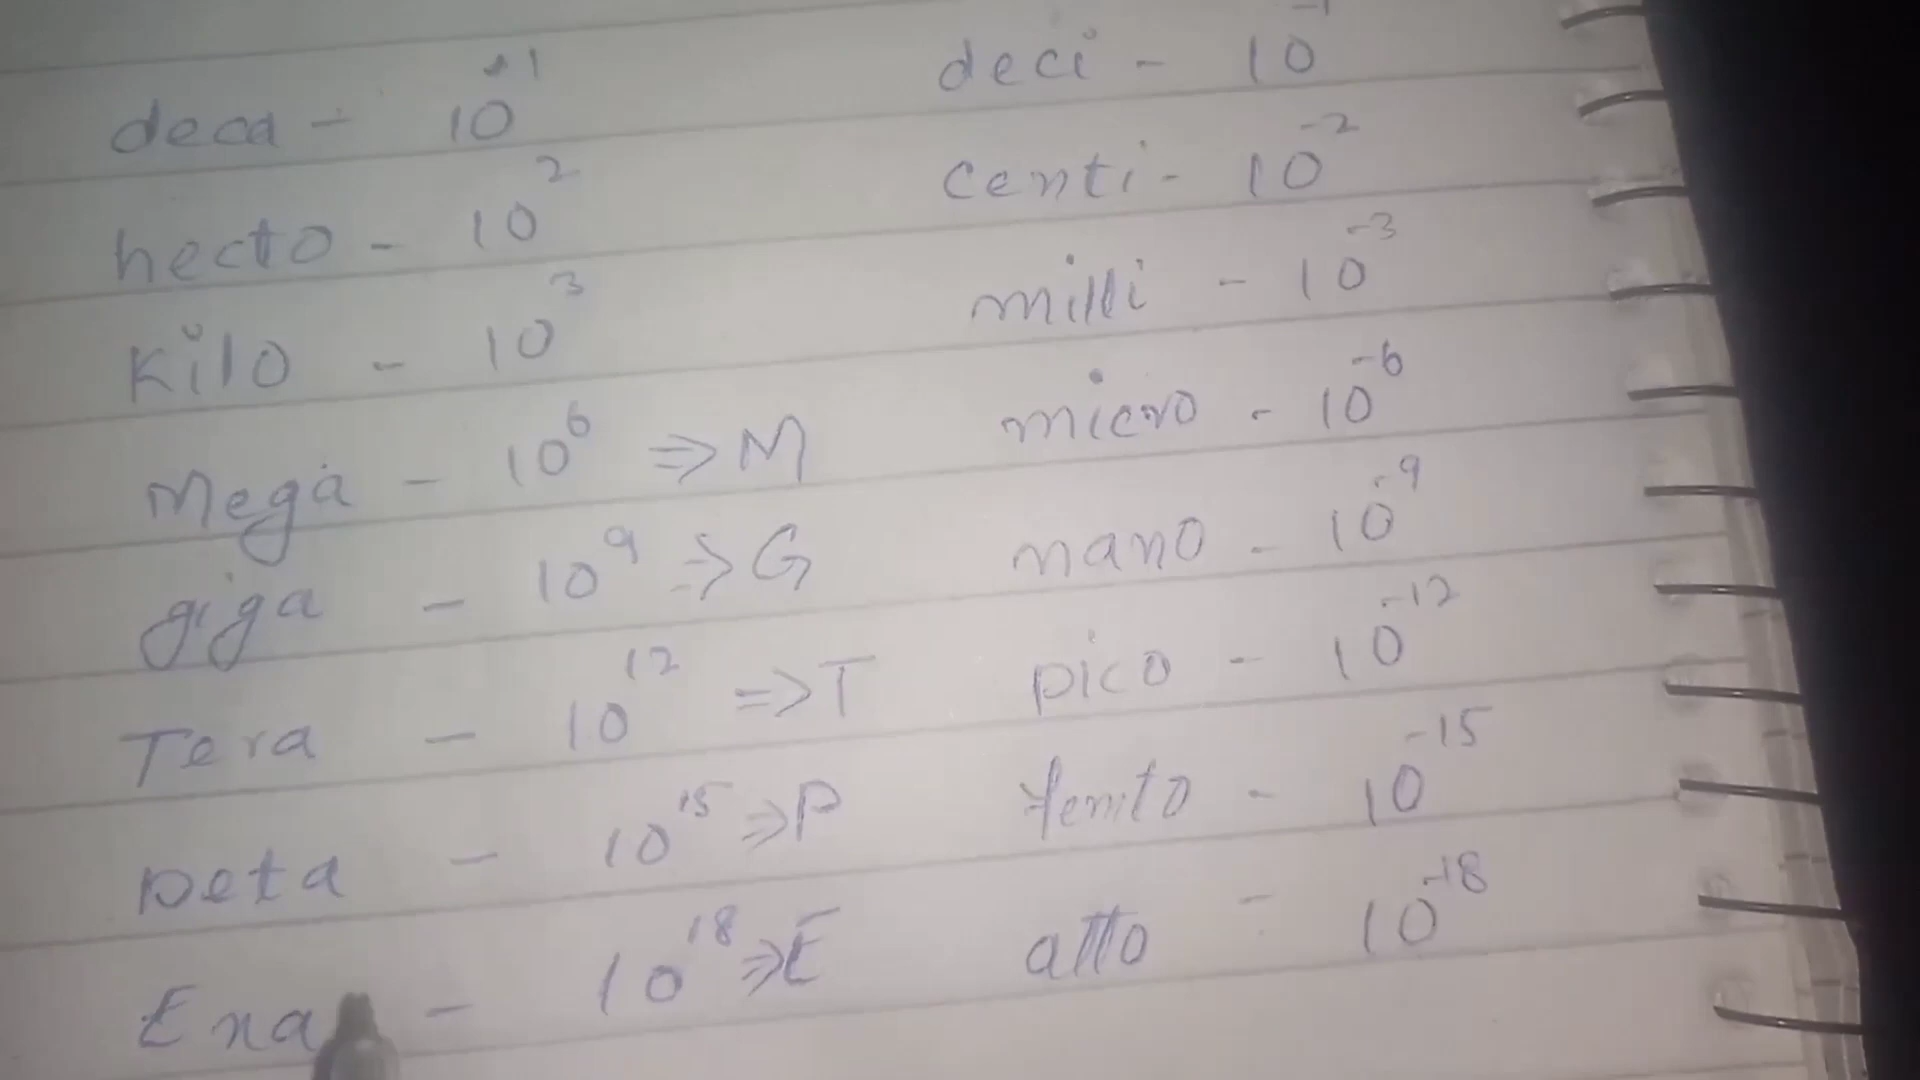 deca - 10^+1 deci - 10^-1
hecto - 10^2 centi - 10^-2
Kilo - 10^3 milli - 10^-3
Mega - 10^6 => M micro - 10^-6
giga - 10^9 => G nano - 10^-9
Tera - 10^12 => T pico - 10^-12
peta - 10^15 => P femto - 10^-15
Exa - 10^18 => E atto - 10^-18